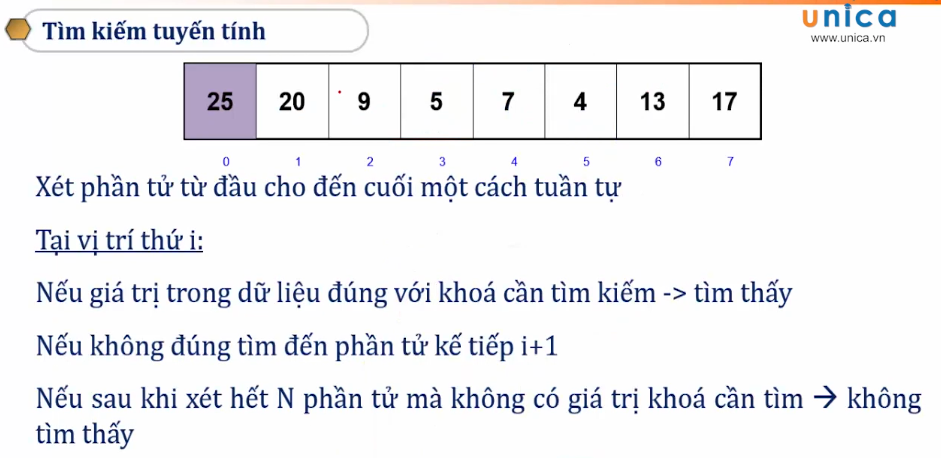 Tìm kiếm tuyến tính
unica
www.unica.vn
25 20 9 5 7 4 13 17
0 1 2 3 4 5 6 7
Xét phần tử từ đầu cho đến cuối một cách tuần tự
Tại vị trí thứ i:
Nếu giá trị trong dữ liệu đúng với khoá cần tìm kiếm -> tìm thấy
Nếu không đúng tìm đến phần tử kế tiếp i+1
Nếu sau khi xét hết N phần tử mà không có giá trị khoá cần tìm → không
tìm thấy